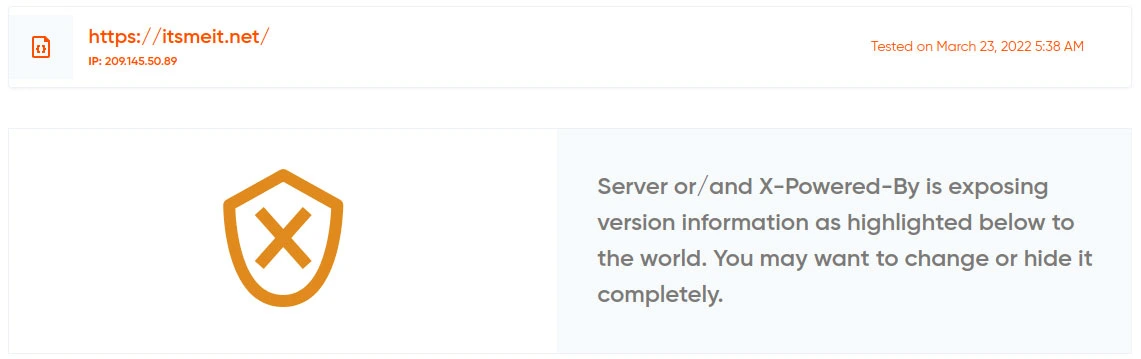 https://itsmeit.net/
IP: 209.145.50.89
Tested on March 23, 2022 5:38 AM
Server or/and X-Powered-By is exposing
version information as highlighted below to
the world. You may want to change or hide it
completely.